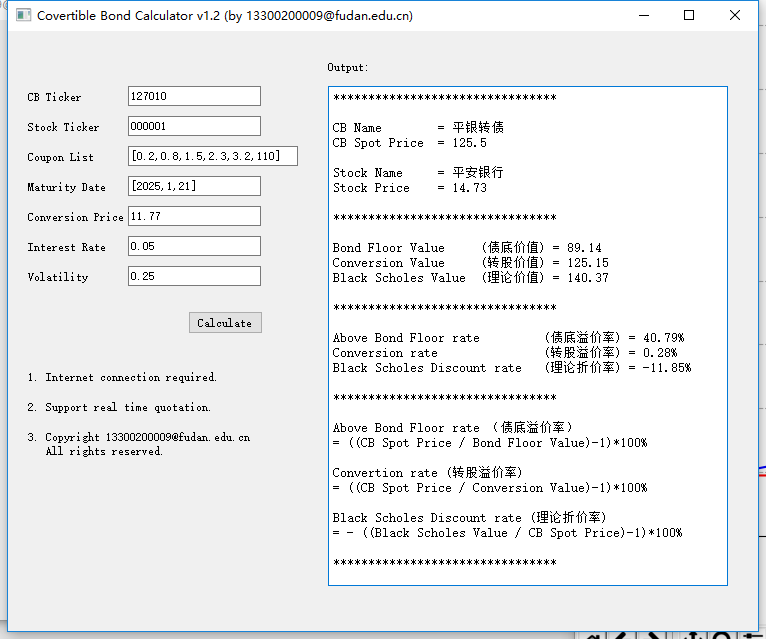 Covertible Bond Calculator v1.2 (by 13300200009@fudan.edu.cn)
CB Ticker 127010
Stock Ticker 000001
Coupon List [0.2,0.8,1.5,2.3,3.2,110]
Maturity Date [2025,1,21]
Conversion Price 11.77
Interest Rate 0.05
Volatility 0.25
Calculate
1. Internet connection required.
2. Support real time quotation.
3. Copyright 13300200009@fudan.edu.cn
All rights reserved.
Output:
********************************
CB Name = 平银转债
CB Spot Price = 125.5
Stock Name = 平安银行
Stock Price = 14.73
********************************
Bond Floor Value (债底价值) = 89.14
Conversion Value (转股价值) = 125.15
Black Scholes Value (理论价值) = 140.37
********************************
Above Bond Floor rate (债底溢价率) = 40.79%
Conversion rate (转股溢价率) = 0.28%
Black Scholes Discount rate (理论折价率) = -11.85%
********************************
Above Bond Floor rate （债底溢价率）
= ((CB Spot Price / Bond Floor Value)-1)*100%
Convertion rate (转股溢价率)
= ((CB Spot Price / Conversion Value)-1)*100%
Black Scholes Discount rate (理论折价率)
= - ((Black Scholes Value / CB Spot Price)-1)*100%
********************************